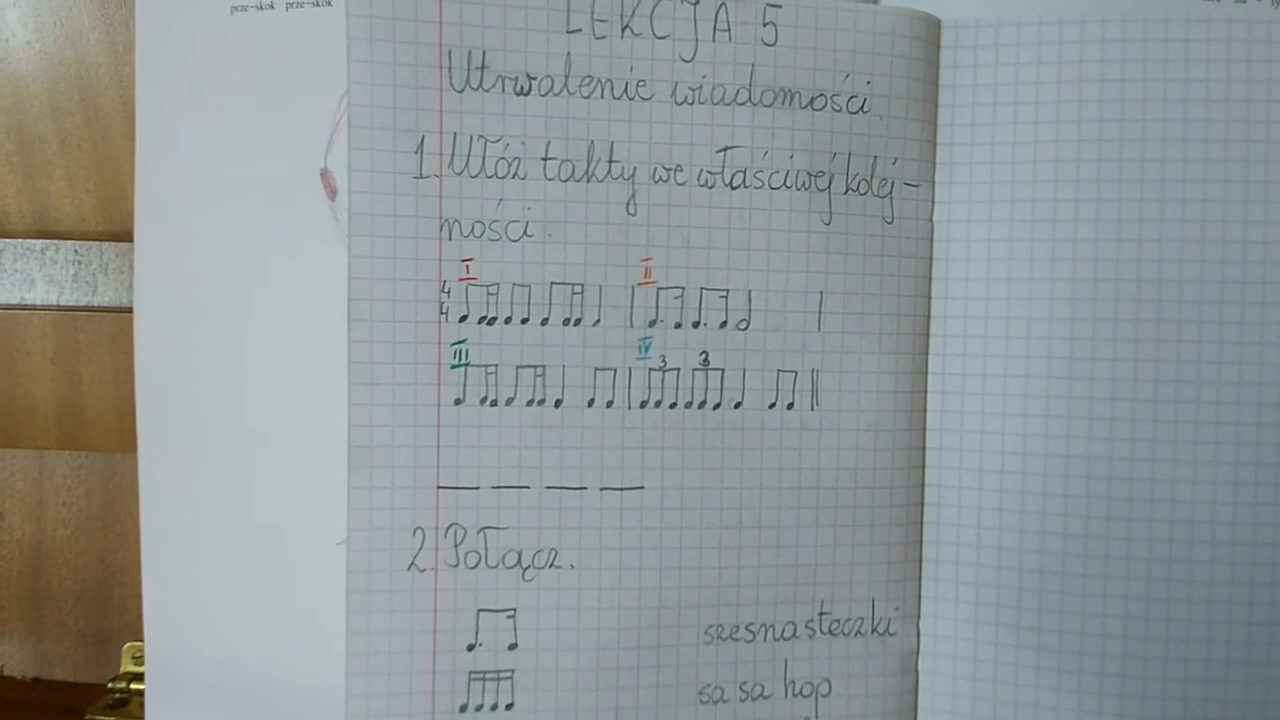 prze-skok prze-skok
LEKCJA 5
Utrwalenie wiadomości.
1. Ułóż takty we właściwej kolej-
ności.
I II
4
4
III IV 3 3
2. Połącz.
szesnasteczki
sa sa hop